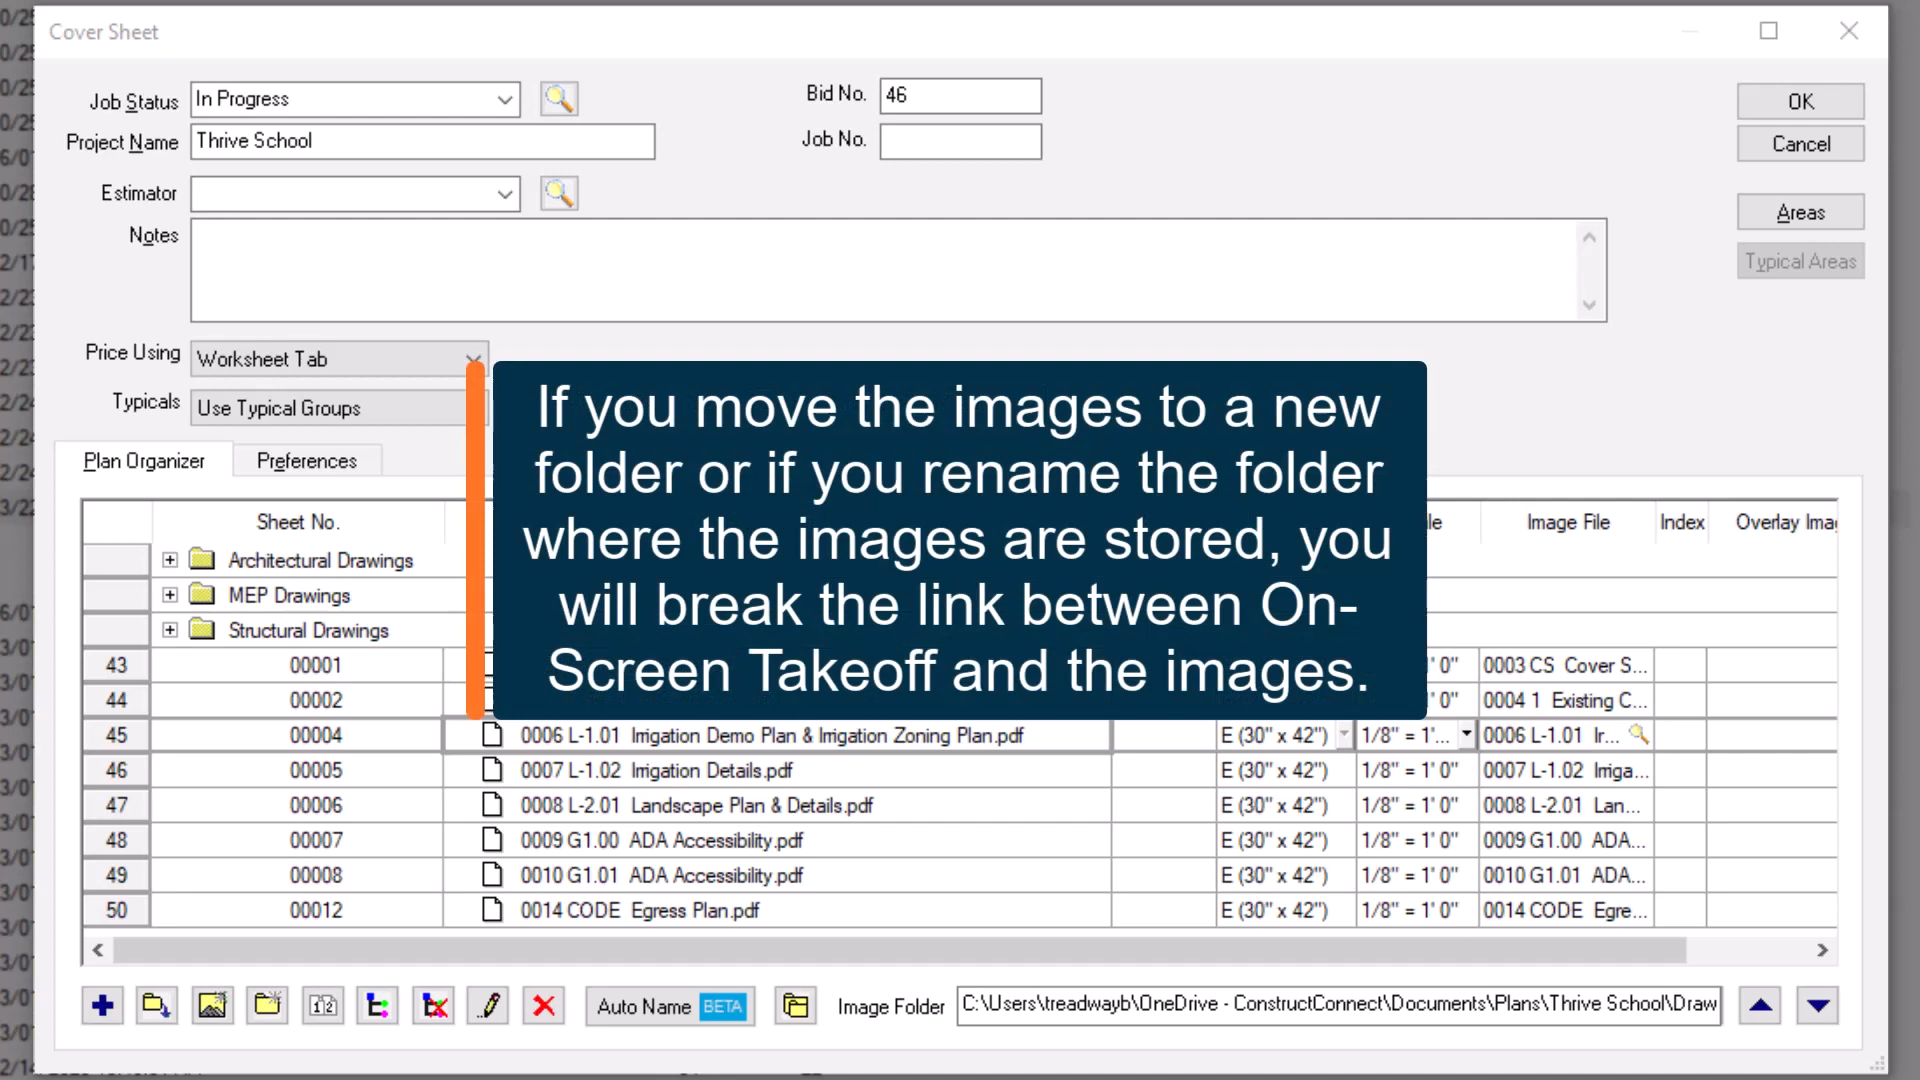 Cover Sheet
Job Status In Progress
Bid No. 46
OK
Project Name Thrive School
Job No.
Cancel
Estimator
Areas
Notes
Typical Areas
Price Using Worksheet Tab
Typicals Use Typical Groups
If you move the images to a new
folder or if you rename the folder
where the images are stored, you
will break the link between On-
Screen Takeoff and the images.
Plan Organizer Preferences
Sheet No. Image File Index
Architectural Drawings
MEP Drawings
Structural Drawings
43 00001 0003 CS Cover S...
44 00002 0004 1 Existing C...
45 00004 0006 L-1.01 Irrigation Demo Plan & Irrigation Zoning Plan.pdf E (30" x 42") 1/8" = 1'... 0006 L-1.01 Ir...
46 00005 0007 L-1.02 Irrigation Details.pdf E (30" x 42") 1/8" = 1' 0" 0007 L-1.02 Irriga...
47 00006 0008 L-2.01 Landscape Plan & Details.pdf E (30" x 42") 1/8" = 1' 0" 0008 L-2.01 Lan...
48 00007 0009 G1.00 ADA Accessibility.pdf E (30" x 42") 1/8" = 1' 0" 0009 G1.00 ADA...
49 00008 0010 G1.01 ADA Accessibility.pdf E (30" x 42") 1/8" = 1' 0" 0010 G1.01 ADA...
50 00012 0014 CODE Egress Plan.pdf E (30" x 42") 1/8" = 1' 0" 0014 CODE Egre...
Auto Name BETA Image Folder C:\Users\treadwayb\OneDrive - ConstructConnect\Documents\Plans\Thrive School\Draw